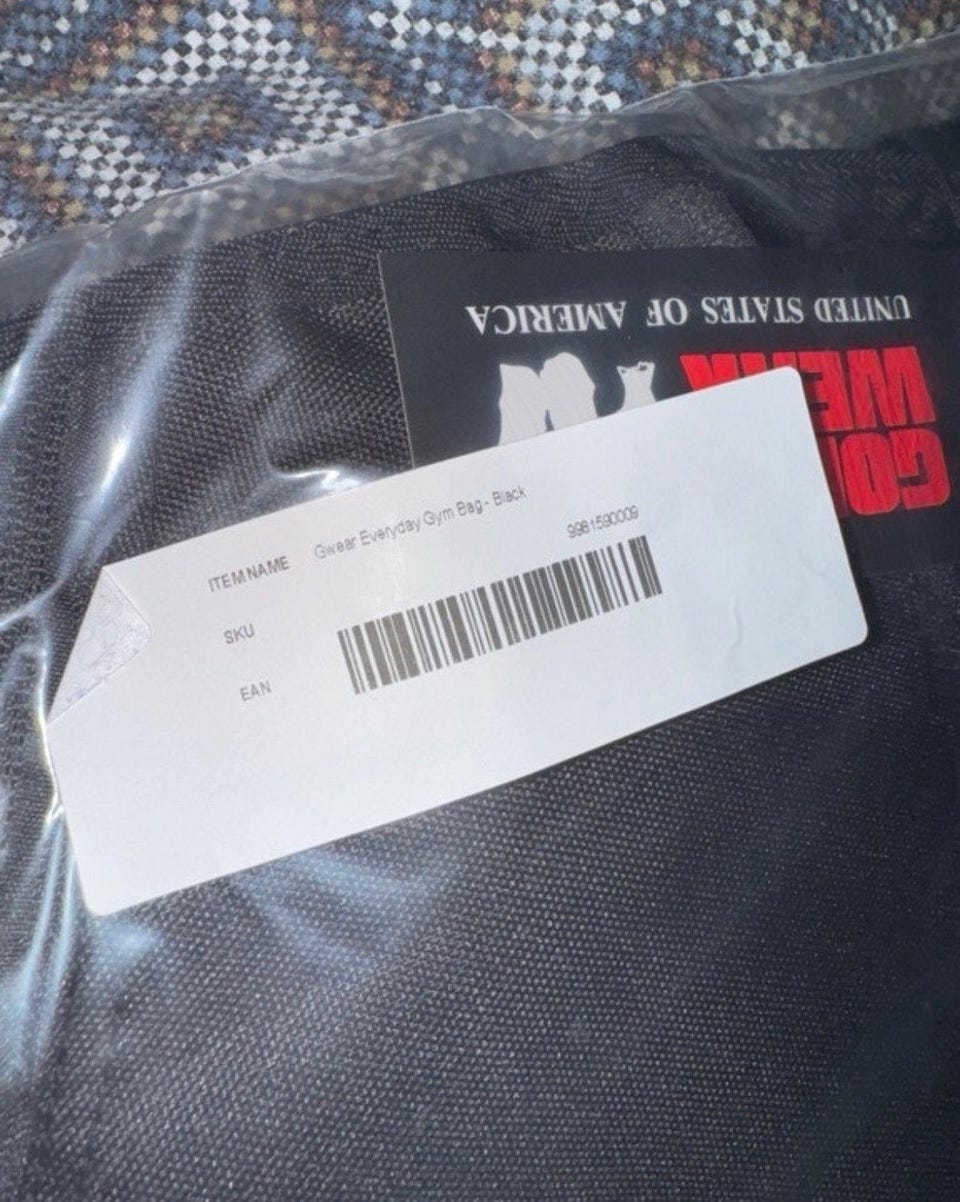 UNITED STATES OF AMERICA
ITEM NAME Gwear Everyday Gym Bag - Black
SKU 9981590009
EAN